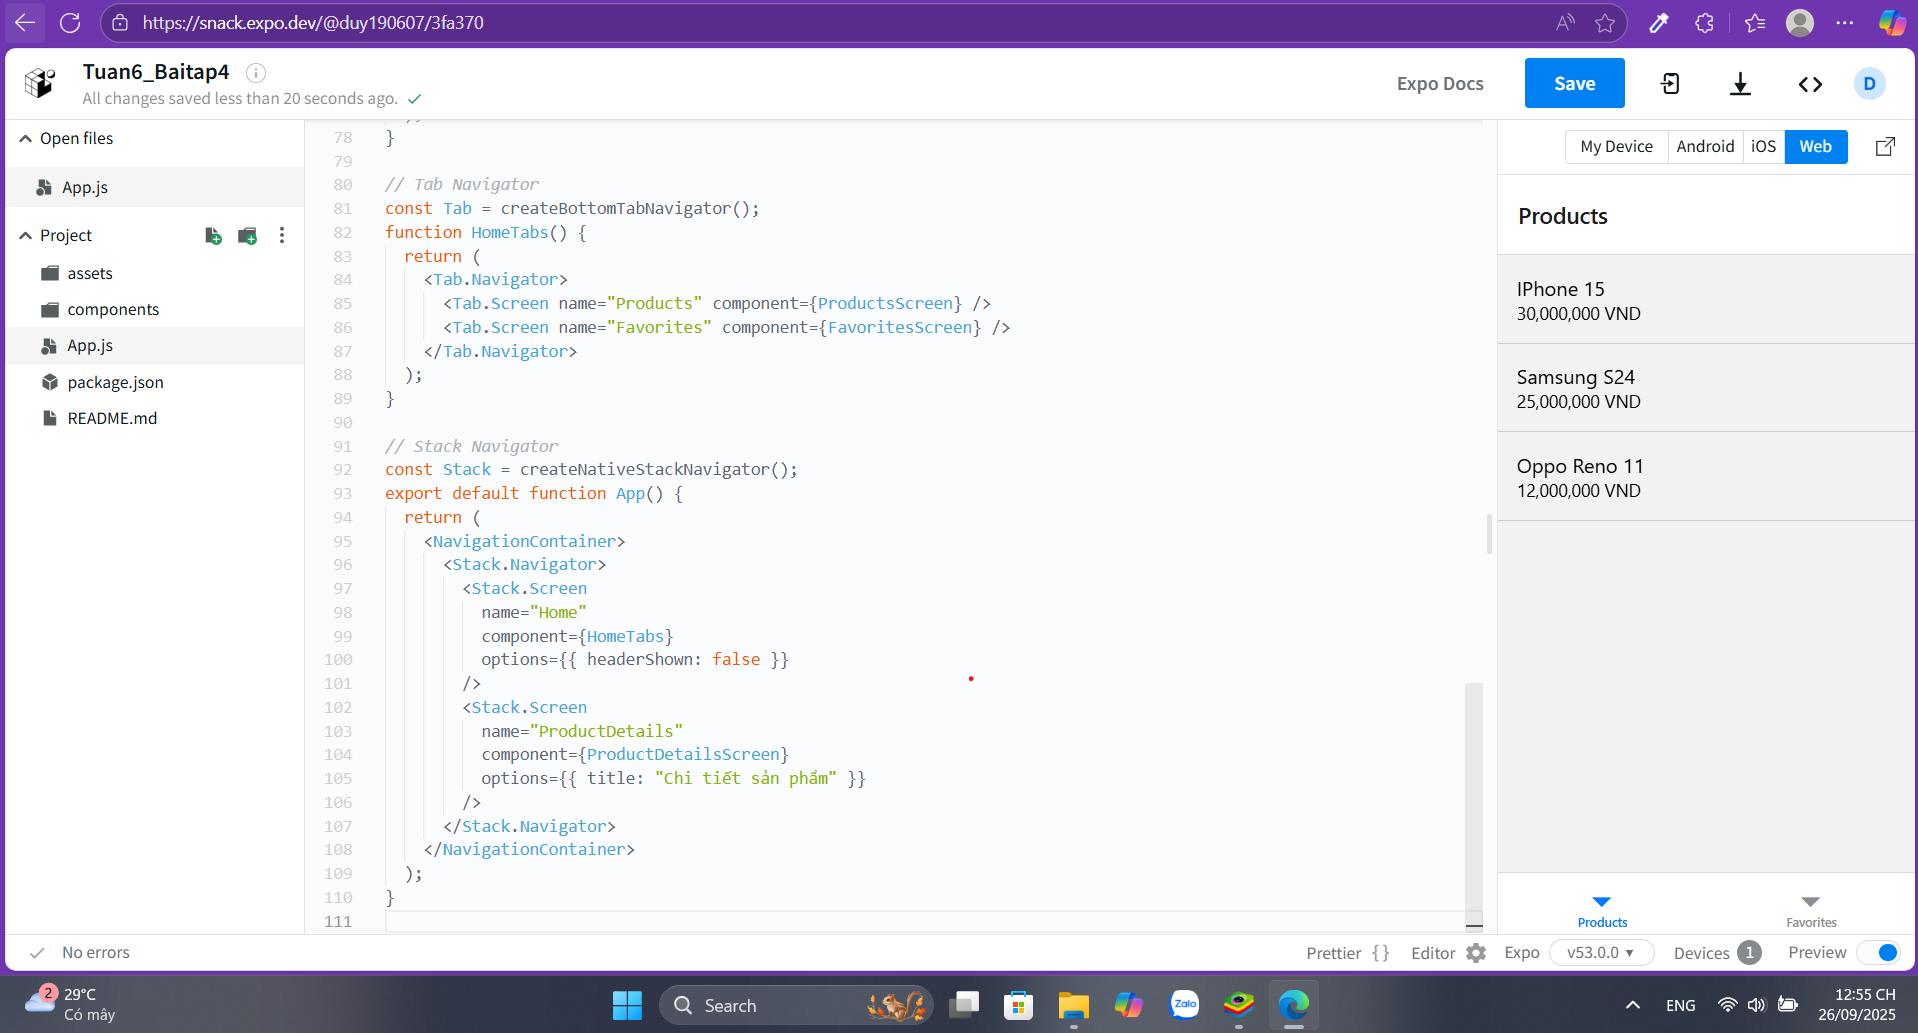 https://snack.expo.dev/@duy190607/3fa370
Tuan6_Baitap4
All changes saved less than 20 seconds ago.
Expo Docs
Save
D
Open files
App.js
Project
assets
components
App.js
package.json
README.md
78 }
79
80 // Tab Navigator
81 const Tab = createBottomTabNavigator();
82 function HomeTabs() {
83 return (
84 <Tab.Navigator>
85 <Tab.Screen name="Products" component={ProductsScreen} />
86 <Tab.Screen name="Favorites" component={FavoritesScreen} />
87 </Tab.Navigator>
88 );
89 }
90
91 // Stack Navigator
92 const Stack = createNativeStackNavigator();
93 export default function App() {
94 return (
95 <NavigationContainer>
96 <Stack.Navigator>
97 <Stack.Screen
98 name="Home"
99 component={HomeTabs}
100 options={{ headerShown: false }}
101 />
102 <Stack.Screen
103 name="ProductDetails"
104 component={ProductDetailsScreen}
105 options={{ title: "Chi tiết sản phẩm" }}
106 />
107 </Stack.Navigator>
108 </NavigationContainer>
109 );
110 }
111
My Device Android iOS Web
Products
IPhone 15
30,000,000 VND
Samsung S24
25,000,000 VND
Oppo Reno 11
12,000,000 VND
Products
Favorites
No errors
Prettier { } Editor Expo v53.0.0 Devices 1 Preview
2
29°C
Có mây
Search
Zalo
ENG
12:55 CH
26/09/2025